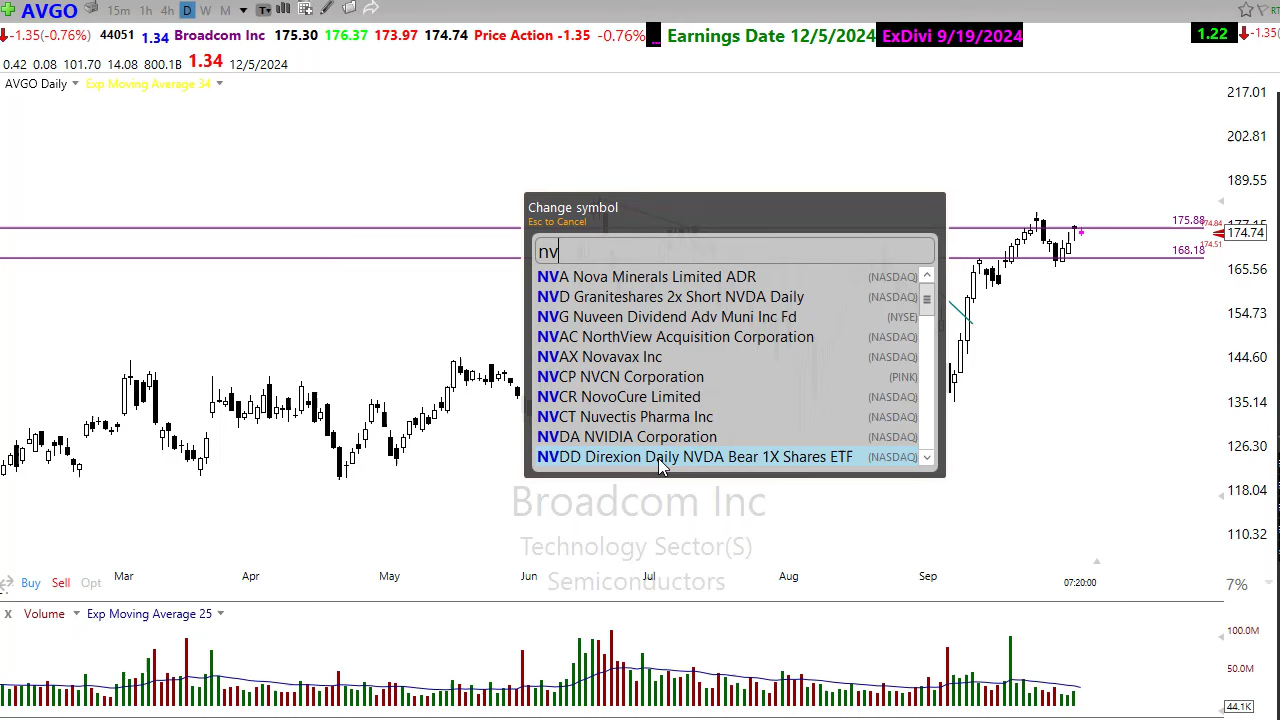 AVGO 15m 1h 4h D W M
-1.35(-0.76%) 44051 1.34 Broadcom Inc 175.30 176.37 173.97 174.74 Price Action -1.35 -0.76% ... Earnings Date 12/5/2024 ExDivi 9/19/2024 1.22 -1.35(
0.42 0.08 101.70 14.08 800.1B 1.34 12/5/2024
AVGO Daily Exp Moving Average 34
217.01
202.81
189.55
175.88
174.84
174.74
174.51
168.18
165.56
154.73
144.60
135.14
126.30
118.04
110.32
Change symbol
Esc to Cancel
nv
NVA Nova Minerals Limited ADR (NASDAQ)
NVD Graniteshares 2x Short NVDA Daily (NASDAQ)
NVG Nuveen Dividend Adv Muni Inc Fd (NYSE)
NVAC NorthView Acquisition Corporation (NASDAQ)
NVAX Novavax Inc (NASDAQ)
NVCP NVCN Corporation (PINK)
NVCR NovoCure Limited (NASDAQ)
NVCT Nuvectis Pharma Inc (NASDAQ)
NVDA NVIDIA Corporation (NASDAQ)
NVDD Direxion Daily NVDA Bear 1X Shares ETF (NASDAQ)
Broadcom Inc
Technology Sector(S)
Semiconductors
Buy Sell Opt
Mar Apr May Jun Jul Aug Sep 07:20:00 7%
X Volume Exp Moving Average 25
100.0M
50.0M
44.1K